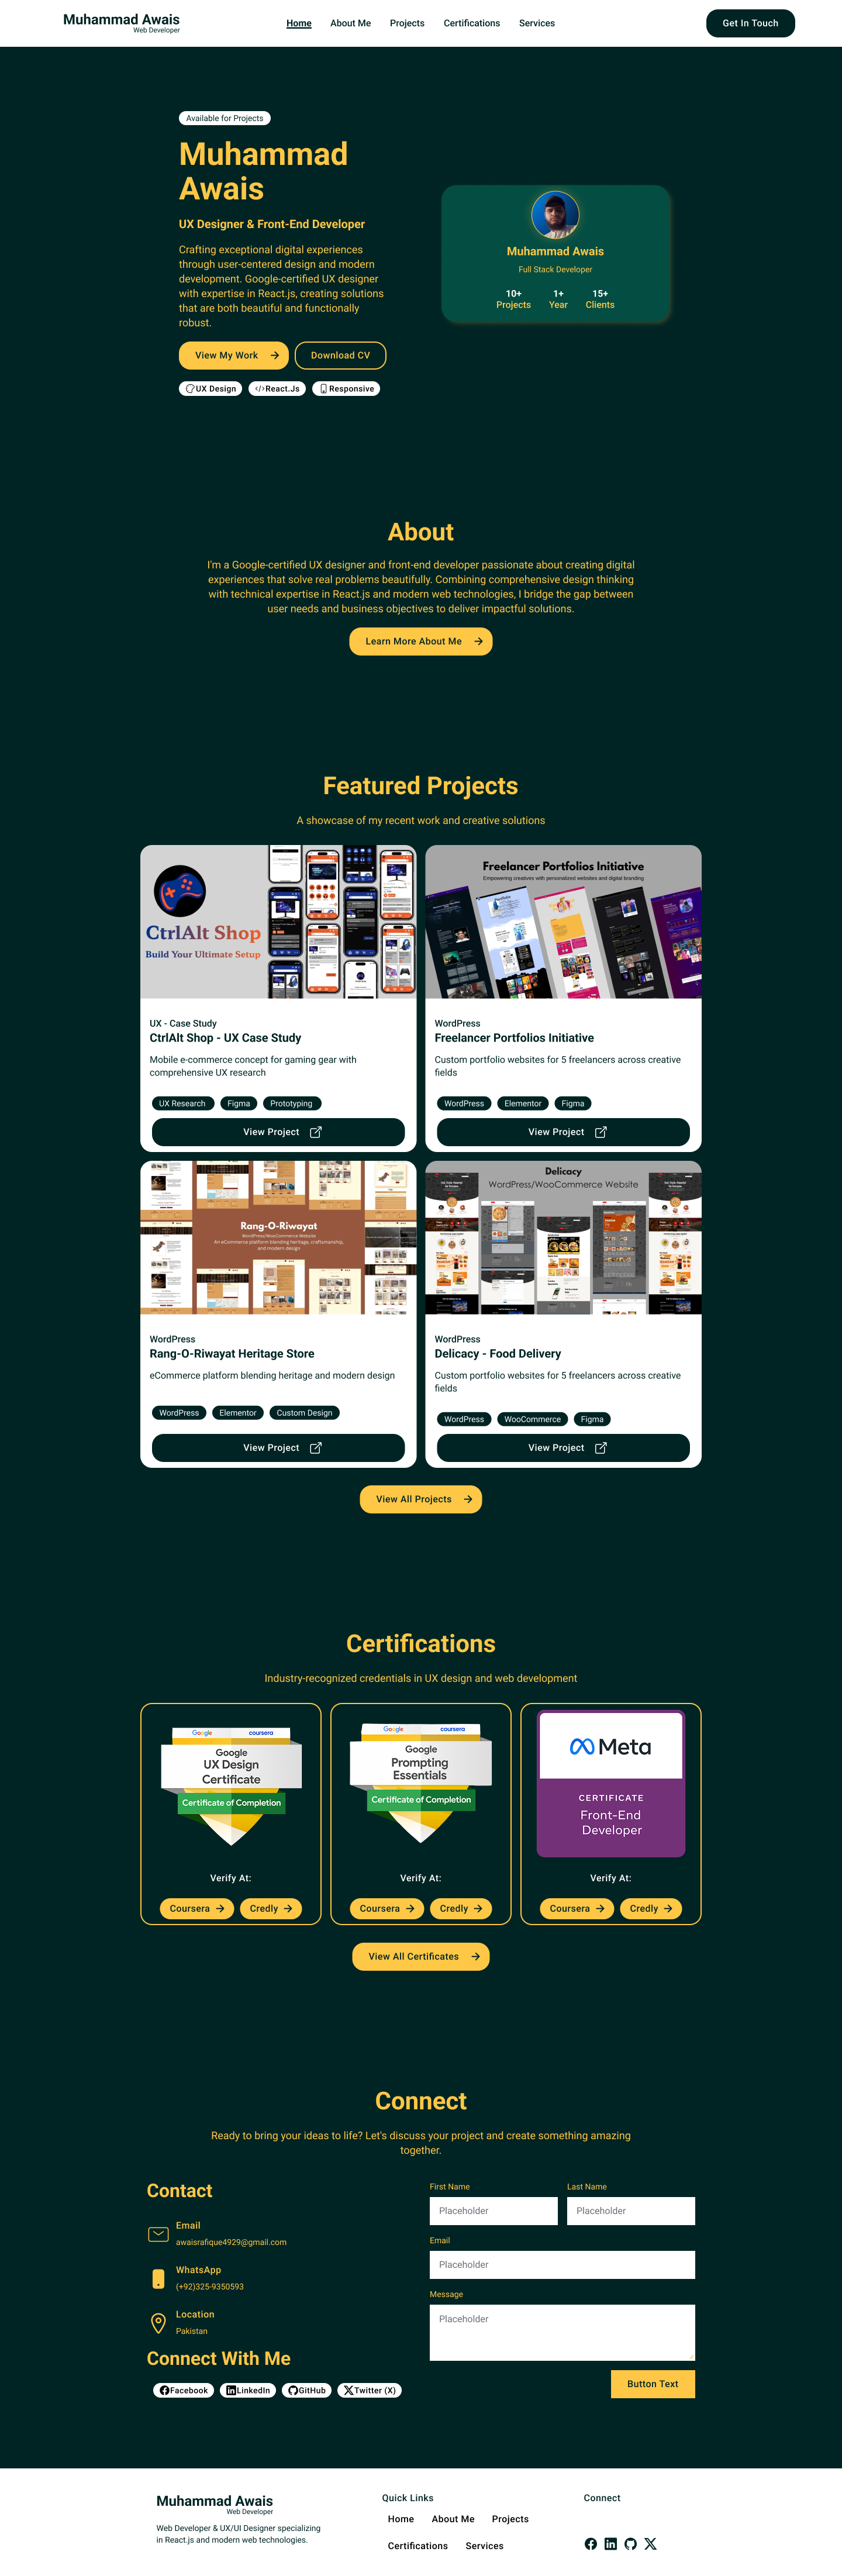 Muhammad Awais
Web Developer
Home
About Me
Projects
Certifications
Services
Get In Touch
Available for Projects
Muhammad
Awais
UX Designer & Front-End Developer
Crafting exceptional digital experiences
through user-centered design and modern
development. Google-certified UX designer
with expertise in React.js, creating solutions
that are both beautiful and functionally
robust.
View My Work
Download CV
UX Design
React.Js
Responsive
Muhammad Awais
Full Stack Developer
10+
Projects
1+
Year
15+
Clients
About
I'm a Google-certified UX designer and front-end developer passionate about creating digital
experiences that solve real problems beautifully. Combining comprehensive design thinking
with technical expertise in React.js and modern web technologies, I bridge the gap between
user needs and business objectives to deliver impactful solutions.
Learn More About Me
Featured Projects
A showcase of my recent work and creative solutions
CtrlAlt Shop
Build Your Ultimate Setup
UX - Case Study
CtrlAlt Shop - UX Case Study
Mobile e-commerce concept for gaming gear with
comprehensive UX research
UX Research
Figma
Prototyping
View Project
Freelancer Portfolios Initiative
Empowering creatives with personalized websites and digital branding
WordPress
Freelancer Portfolios Initiative
Custom portfolio websites for 5 freelancers across creative
fields
WordPress
Elementor
Figma
View Project
Rang-O-Riwayat
WordPress/WooCommerce Website
An eCommerce platform blending heritage, craftsmanship,
and modern design
WordPress
Rang-O-Riwayat Heritage Store
eCommerce platform blending heritage and modern design
WordPress
Elementor
Custom Design
View Project
Delicacy
WordPress/WooCommerce Website
WordPress
Delicacy - Food Delivery
Custom portfolio websites for 5 freelancers across creative
fields
WordPress
WooCommerce
Figma
View Project
View All Projects
Certifications
Industry-recognized credentials in UX design and web development
Google
coursera
Google
UX Design
Certificate
Certificate of Completion
Verify At:
Coursera
Credly
Google
coursera
Google
Prompting
Essentials
Certificate of Completion
Verify At:
Coursera
Credly
Meta
CERTIFICATE
Front-End
Developer
Verify At:
Coursera
Credly
View All Certificates
Connect
Ready to bring your ideas to life? Let's discuss your project and create something amazing
together.
Contact
Email
awaisrafique4929@gmail.com
WhatsApp
(+92)325-9350593
Location
Pakistan
Connect With Me
Facebook
LinkedIn
GitHub
Twitter (X)
First Name
Last Name
Placeholder
Placeholder
Email
Placeholder
Message
Placeholder
Button Text
Muhammad Awais
Web Developer
Web Developer & UX/UI Designer specializing
in React.js and modern web technologies.
Quick Links
Home
About Me
Projects
Certifications
Services
Connect